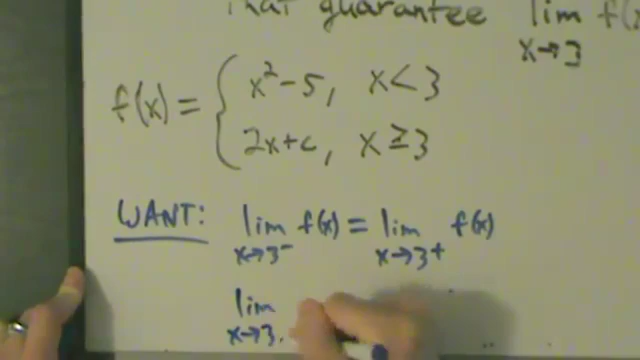 that guarantee lim f(x
x→3
f(x) = { x²-5, x<3
2x+c, x≥3
WANT: lim f(x) = lim f(x)
x→3⁻ x→3⁺
lim
x→3